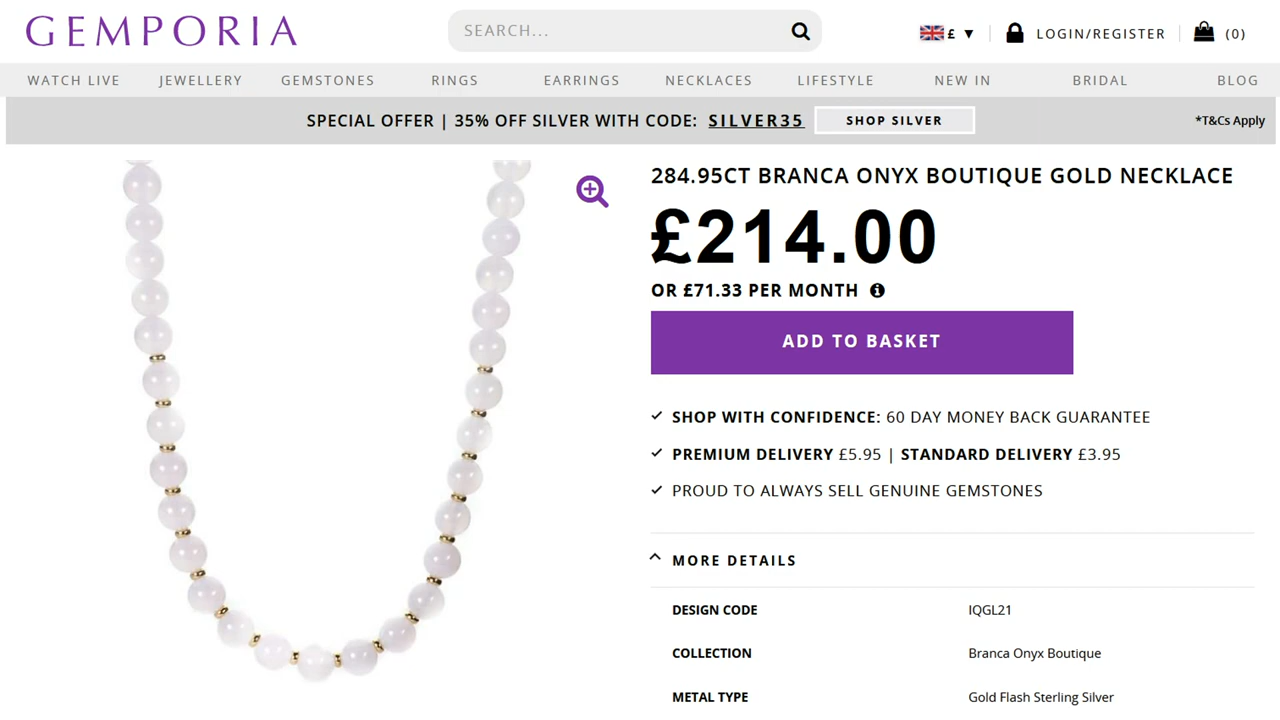 GEMPORIA
SEARCH...
£ ▼
LOGIN/REGISTER
(0)
WATCH LIVE
JEWELLERY
GEMSTONES
RINGS
EARRINGS
NECKLACES
LIFESTYLE
NEW IN
BRIDAL
BLOG
SPECIAL OFFER | 35% OFF SILVER WITH CODE: SILVER35
SHOP SILVER
*T&Cs Apply
284.95CT BRANCA ONYX BOUTIQUE GOLD NECKLACE
£214.00
OR £71.33 PER MONTH
ADD TO BASKET
SHOP WITH CONFIDENCE: 60 DAY MONEY BACK GUARANTEE
PREMIUM DELIVERY £5.95 | STANDARD DELIVERY £3.95
PROUD TO ALWAYS SELL GENUINE GEMSTONES
MORE DETAILS
DESIGN CODE IQGL21
COLLECTION Branca Onyx Boutique
METAL TYPE Gold Flash Sterling Silver